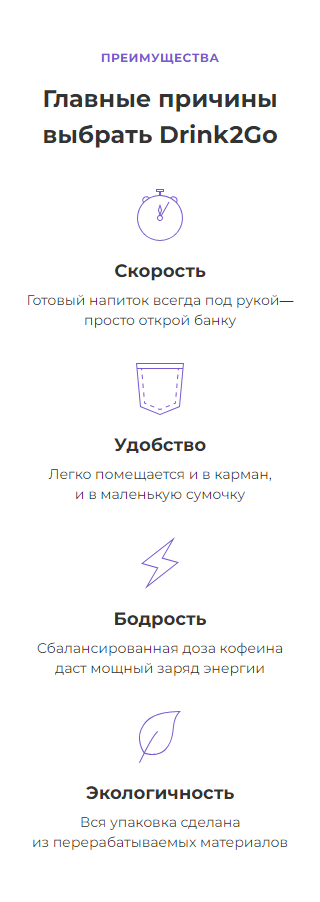 ПРЕИМУЩЕСТВА
Главные причины
выбрать Drink2Go
Скорость
Готовый напиток всегда под рукой—
просто открой банку
Удобство
Легко помещается и в карман,
и в маленькую сумочку
Бодрость
Сбалансированная доза кофеина
даст мощный заряд энергии
Экологичность
Вся упаковка сделана
из перерабатываемых материалов